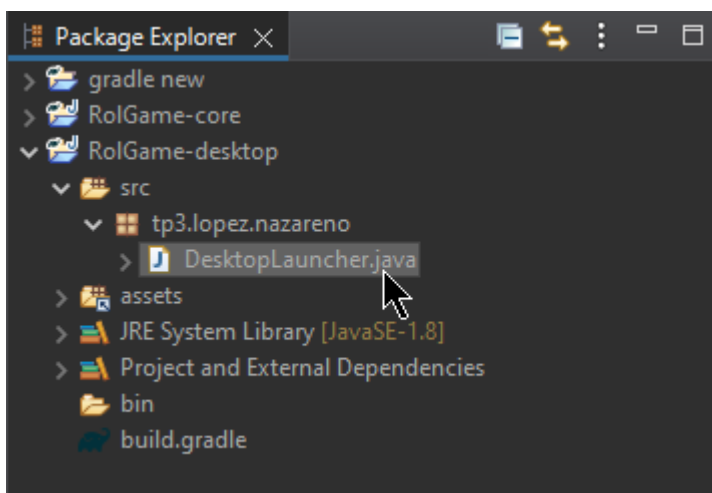 Package Explorer
gradle new
RolGame-core
RolGame-desktop
src
tp3.lopez.nazareno
DesktopLauncher.java
assets
JRE System Library [JavaSE-1.8]
Project and External Dependencies
bin
build.gradle